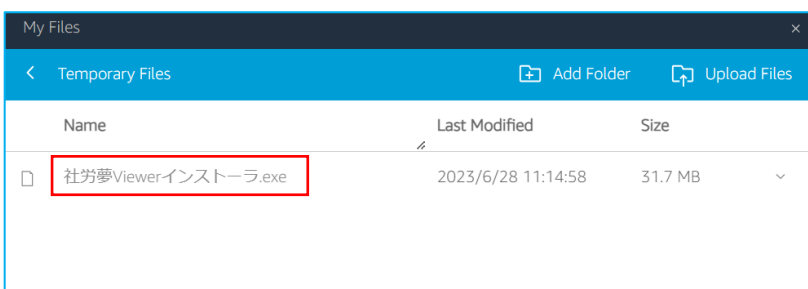 My Files
Temporary Files Add Folder Upload Files
Name Last Modified Size
社労夢Viewerインストーラ.exe 2023/6/28 11:14:58 31.7 MB